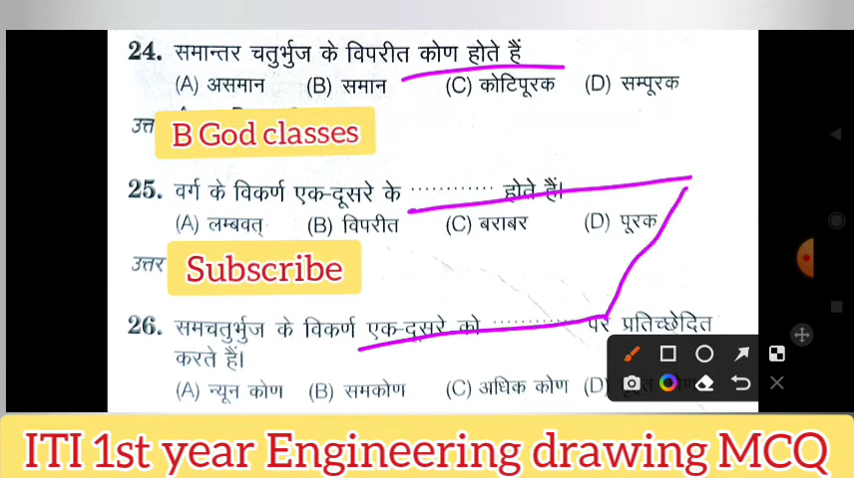 24. समान्तर चतुर्भुज के विपरीत कोण होते हैं
(A) असमान (B) समान (C) कोटिपूरक (D) सम्पूरक
उत्त B God classes
25. वर्ग के विकर्ण एक-दूसरे के ............ होते हैं।
(A) लम्बवत् (B) विपरीत (C) बराबर (D) पूरक
उत्तर Subscribe
26. समचतुर्भुज के विकर्ण एक-दूसरे को ............ पर प्रतिच्छेदित
करते हैं।
(A) न्यून कोण (B) समकोण (C) अधिक कोण (D)
ITI 1st year Engineering drawing MCQ